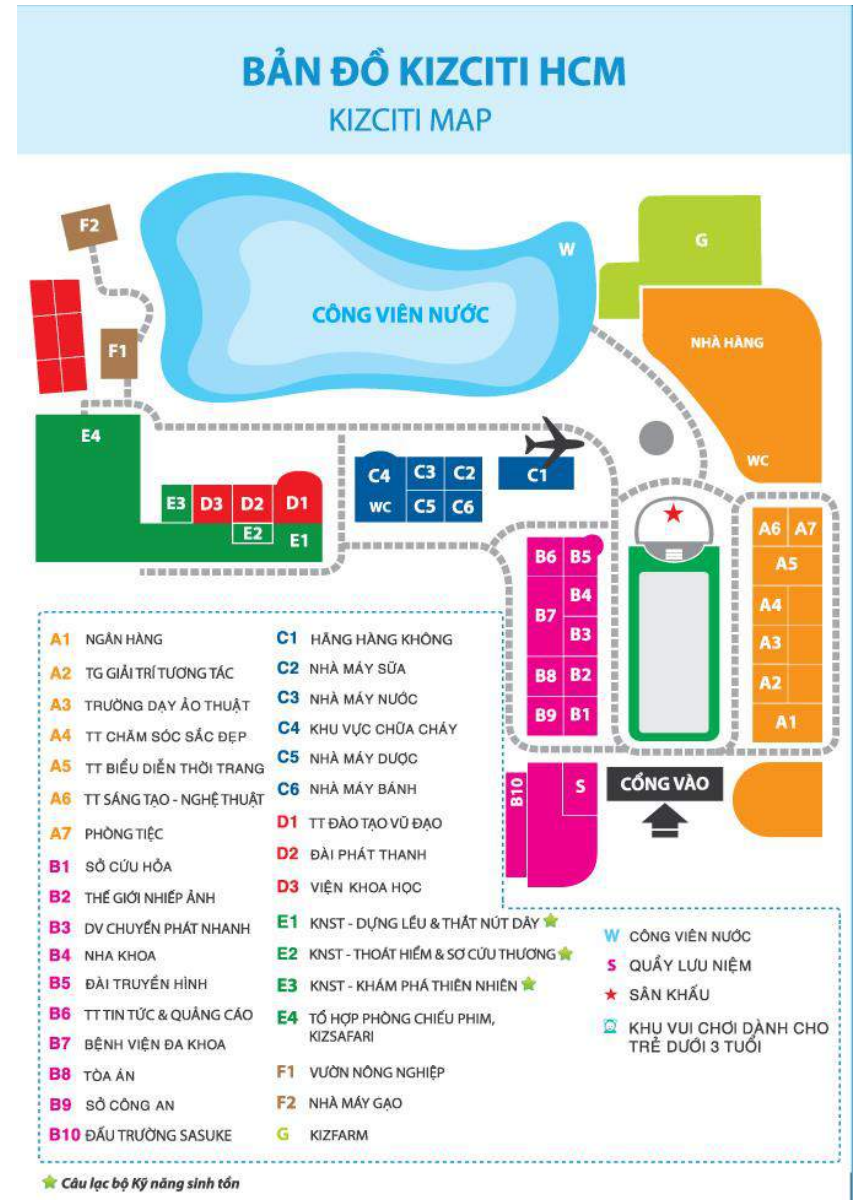 BẢN ĐỒ KIZCITI HCM
KIZCITI MAP
F2
W
G
CÔNG VIÊN NƯỚC
NHÀ HÀNG
F1
E4
WC
C4
C3
C2
C1
WC
C5
C6
E3
D3
D2
D1
E2
E1
A6
A7
A5
B6
B5
B4
A4
B7
B3
A3
B8
B2
A2
B9
B1
A1
B10
S
CỔNG VÀO
A1 NGÂN HÀNG
A2 TG GIẢI TRÍ TƯƠNG TÁC
A3 TRƯỜNG DẠY ẢO THUẬT
A4 TT CHĂM SÓC SẮC ĐẸP
A5 TT BIỂU DIỄN THỜI TRANG
A6 TT SÁNG TẠO - NGHỆ THUẬT
A7 PHÒNG TIỆC
B1 SỞ CỨU HỎA
B2 THẾ GIỚI NHIẾP ẢNH
B3 DV CHUYỂN PHÁT NHANH
B4 NHA KHOA
B5 ĐÀI TRUYỀN HÌNH
B6 TT TIN TỨC & QUẢNG CÁO
B7 BỆNH VIỆN ĐA KHOA
B8 TÒA ÁN
B9 SỞ CÔNG AN
B10 ĐẤU TRƯỜNG SASUKE
C1 HÃNG HÀNG KHÔNG
C2 NHÀ MÁY SỮA
C3 NHÀ MÁY NƯỚC
C4 KHU VỰC CHỮA CHÁY
C5 NHÀ MÁY DƯỢC
C6 NHÀ MÁY BÁNH
D1 TT ĐÀO TẠO VŨ ĐẠO
D2 ĐÀI PHÁT THANH
D3 VIỆN KHOA HỌC
E1 KNST - DỰNG LỀU & THẮT NÚT DÂY
E2 KNST - THOÁT HIỂM & SƠ CỨU THƯƠNG
E3 KNST - KHÁM PHÁ THIÊN NHIÊN
E4 TỔ HỢP PHÒNG CHIẾU PHIM,
KIZSAFARI
F1 VƯỜN NÔNG NGHIỆP
F2 NHÀ MÁY GẠO
G KIZFARM
W CÔNG VIÊN NƯỚC
S QUẦY LƯU NIỆM
SÂN KHẤU
KHU VUI CHƠI DÀNH CHO
TRẺ DƯỚI 3 TUỔI
Câu lạc bộ Kỹ năng sinh tồn